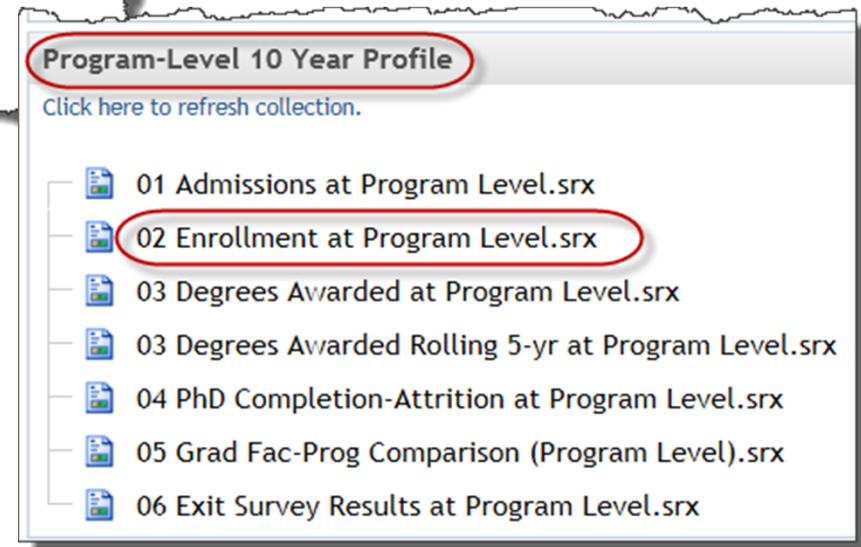 Program-Level 10 Year Profile
Click here to refresh collection.
01 Admissions at Program Level.srx
02 Enrollment at Program Level.srx
03 Degrees Awarded at Program Level.srx
03 Degrees Awarded Rolling 5-yr at Program Level.srx
04 PhD Completion-Attrition at Program Level.srx
05 Grad Fac-Prog Comparison (Program Level).srx
06 Exit Survey Results at Program Level.srx